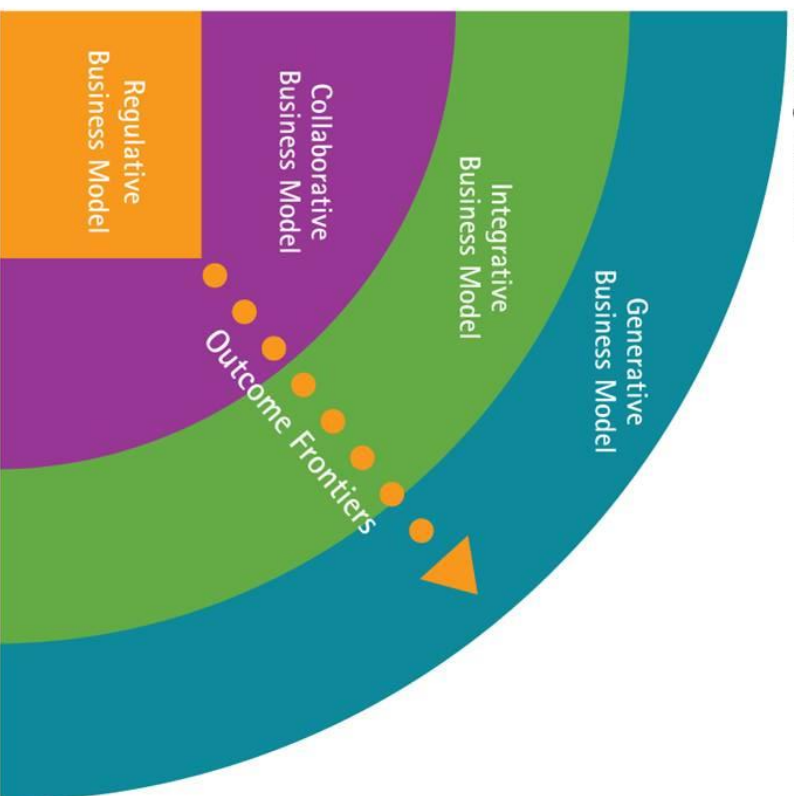 Regulative
Business Model
Collaborative
Business Model
Integrative
Business Model
Generative
Business Model
Outcome Frontiers